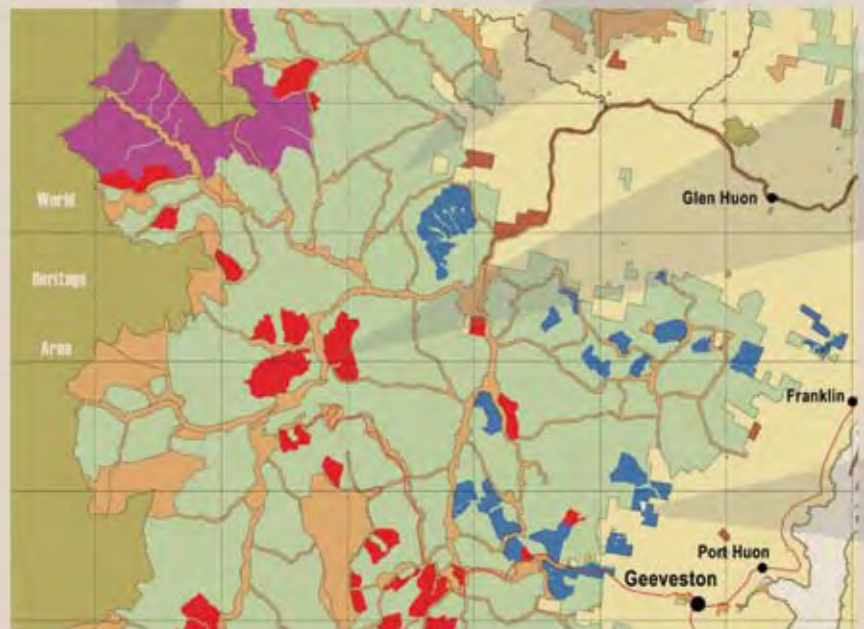 World
Glen Huon
Heritage
Area
Franklin
Port Huon
Geeveston